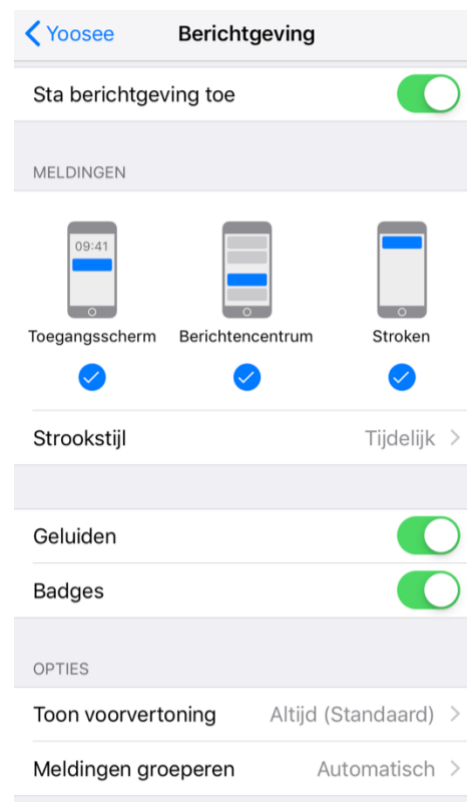 Yoosee Berichtgeving
Sta berichtgeving toe
MELDINGEN
09:41
Toegangsscherm Berichtencentrum Stroken
Strookstijl Tijdelijk
Geluiden
Badges
OPTIES
Toon voorvertoning Altijd (Standaard)
Meldingen groeperen Automatisch